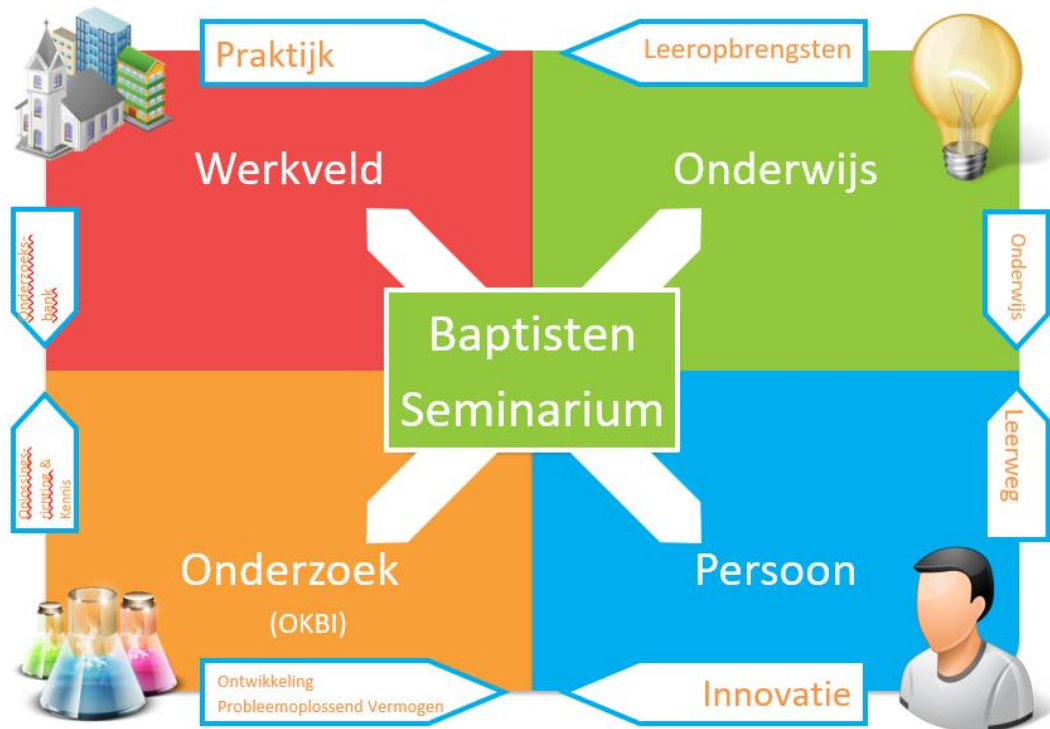 Praktijk
Leeropbrengsten
Werkveld
Onderwijs
Onderzoeks-
bank
Onderwijs
Baptisten
Seminarium
Oplossings-
richting &
Kennis
Leerweg
Onderzoek
(OKBI)
Persoon
Ontwikkeling
Probleemoplossend Vermogen
Innovatie